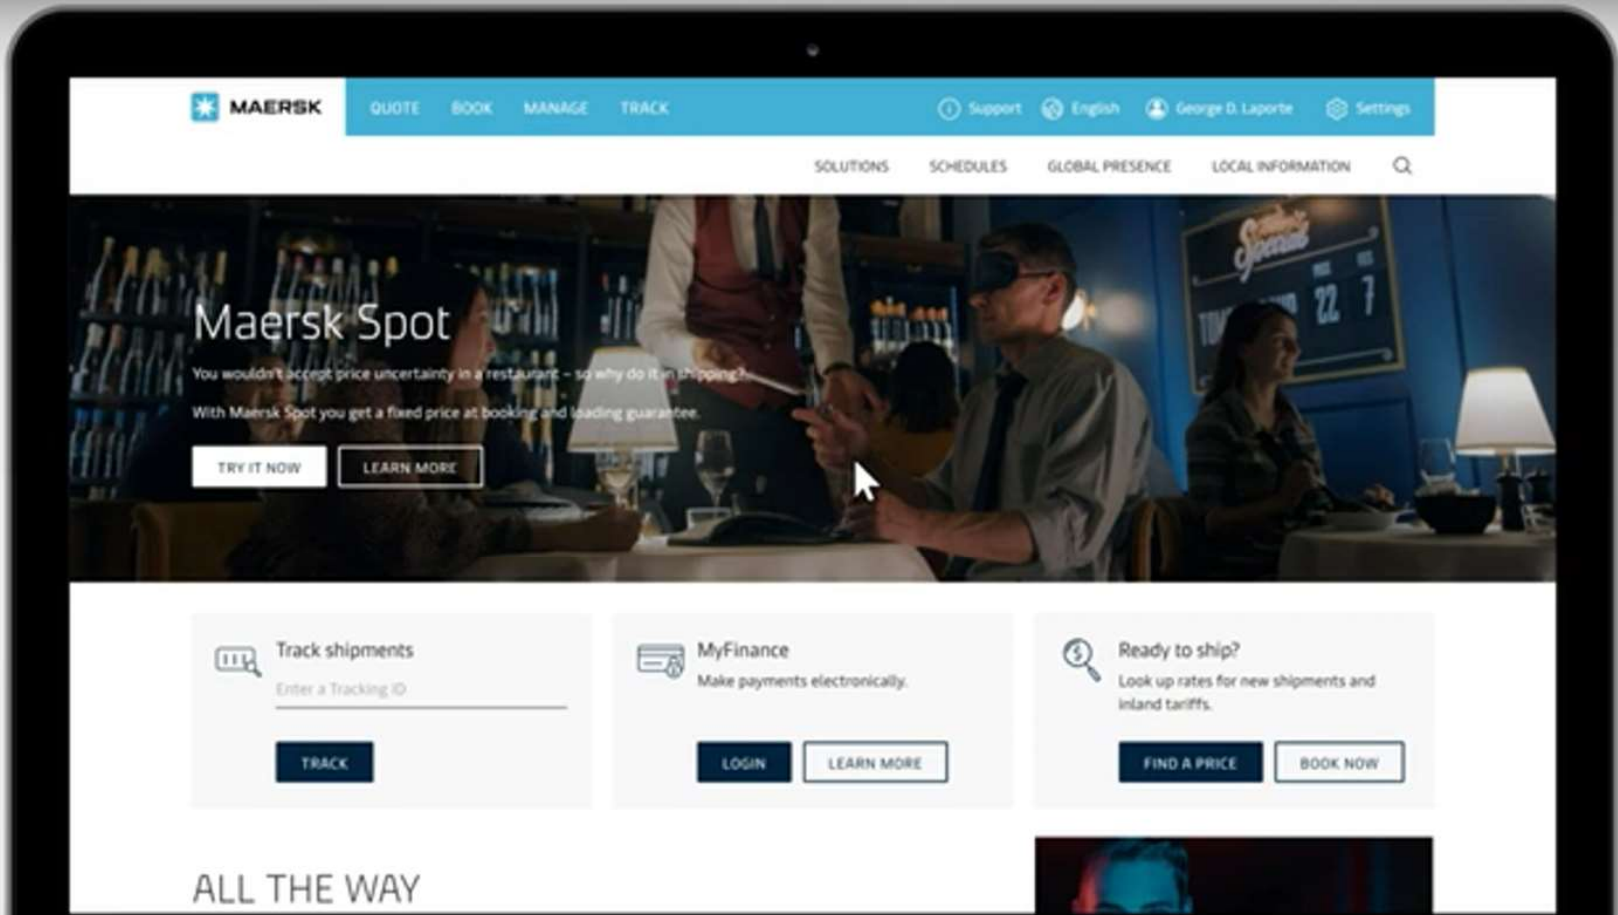 MAERSK
QUOTE BOOK MANAGE TRACK
Support English George D. Laporte Settings
SOLUTIONS SCHEDULES GLOBAL PRESENCE LOCAL INFORMATION
Special
22 7
Maersk Spot
You wouldn't accept price uncertainty in a restaurant – so why do it in shipping?
With Maersk Spot you get a fixed price at booking and loading guarantee.
TRY IT NOW LEARN MORE
Track shipments
Enter a Tracking ID
TRACK
MyFinance
Make payments electronically.
LOGIN LEARN MORE
Ready to ship?
Look up rates for new shipments and
inland tariffs.
FIND A PRICE BOOK NOW
ALL THE WAY